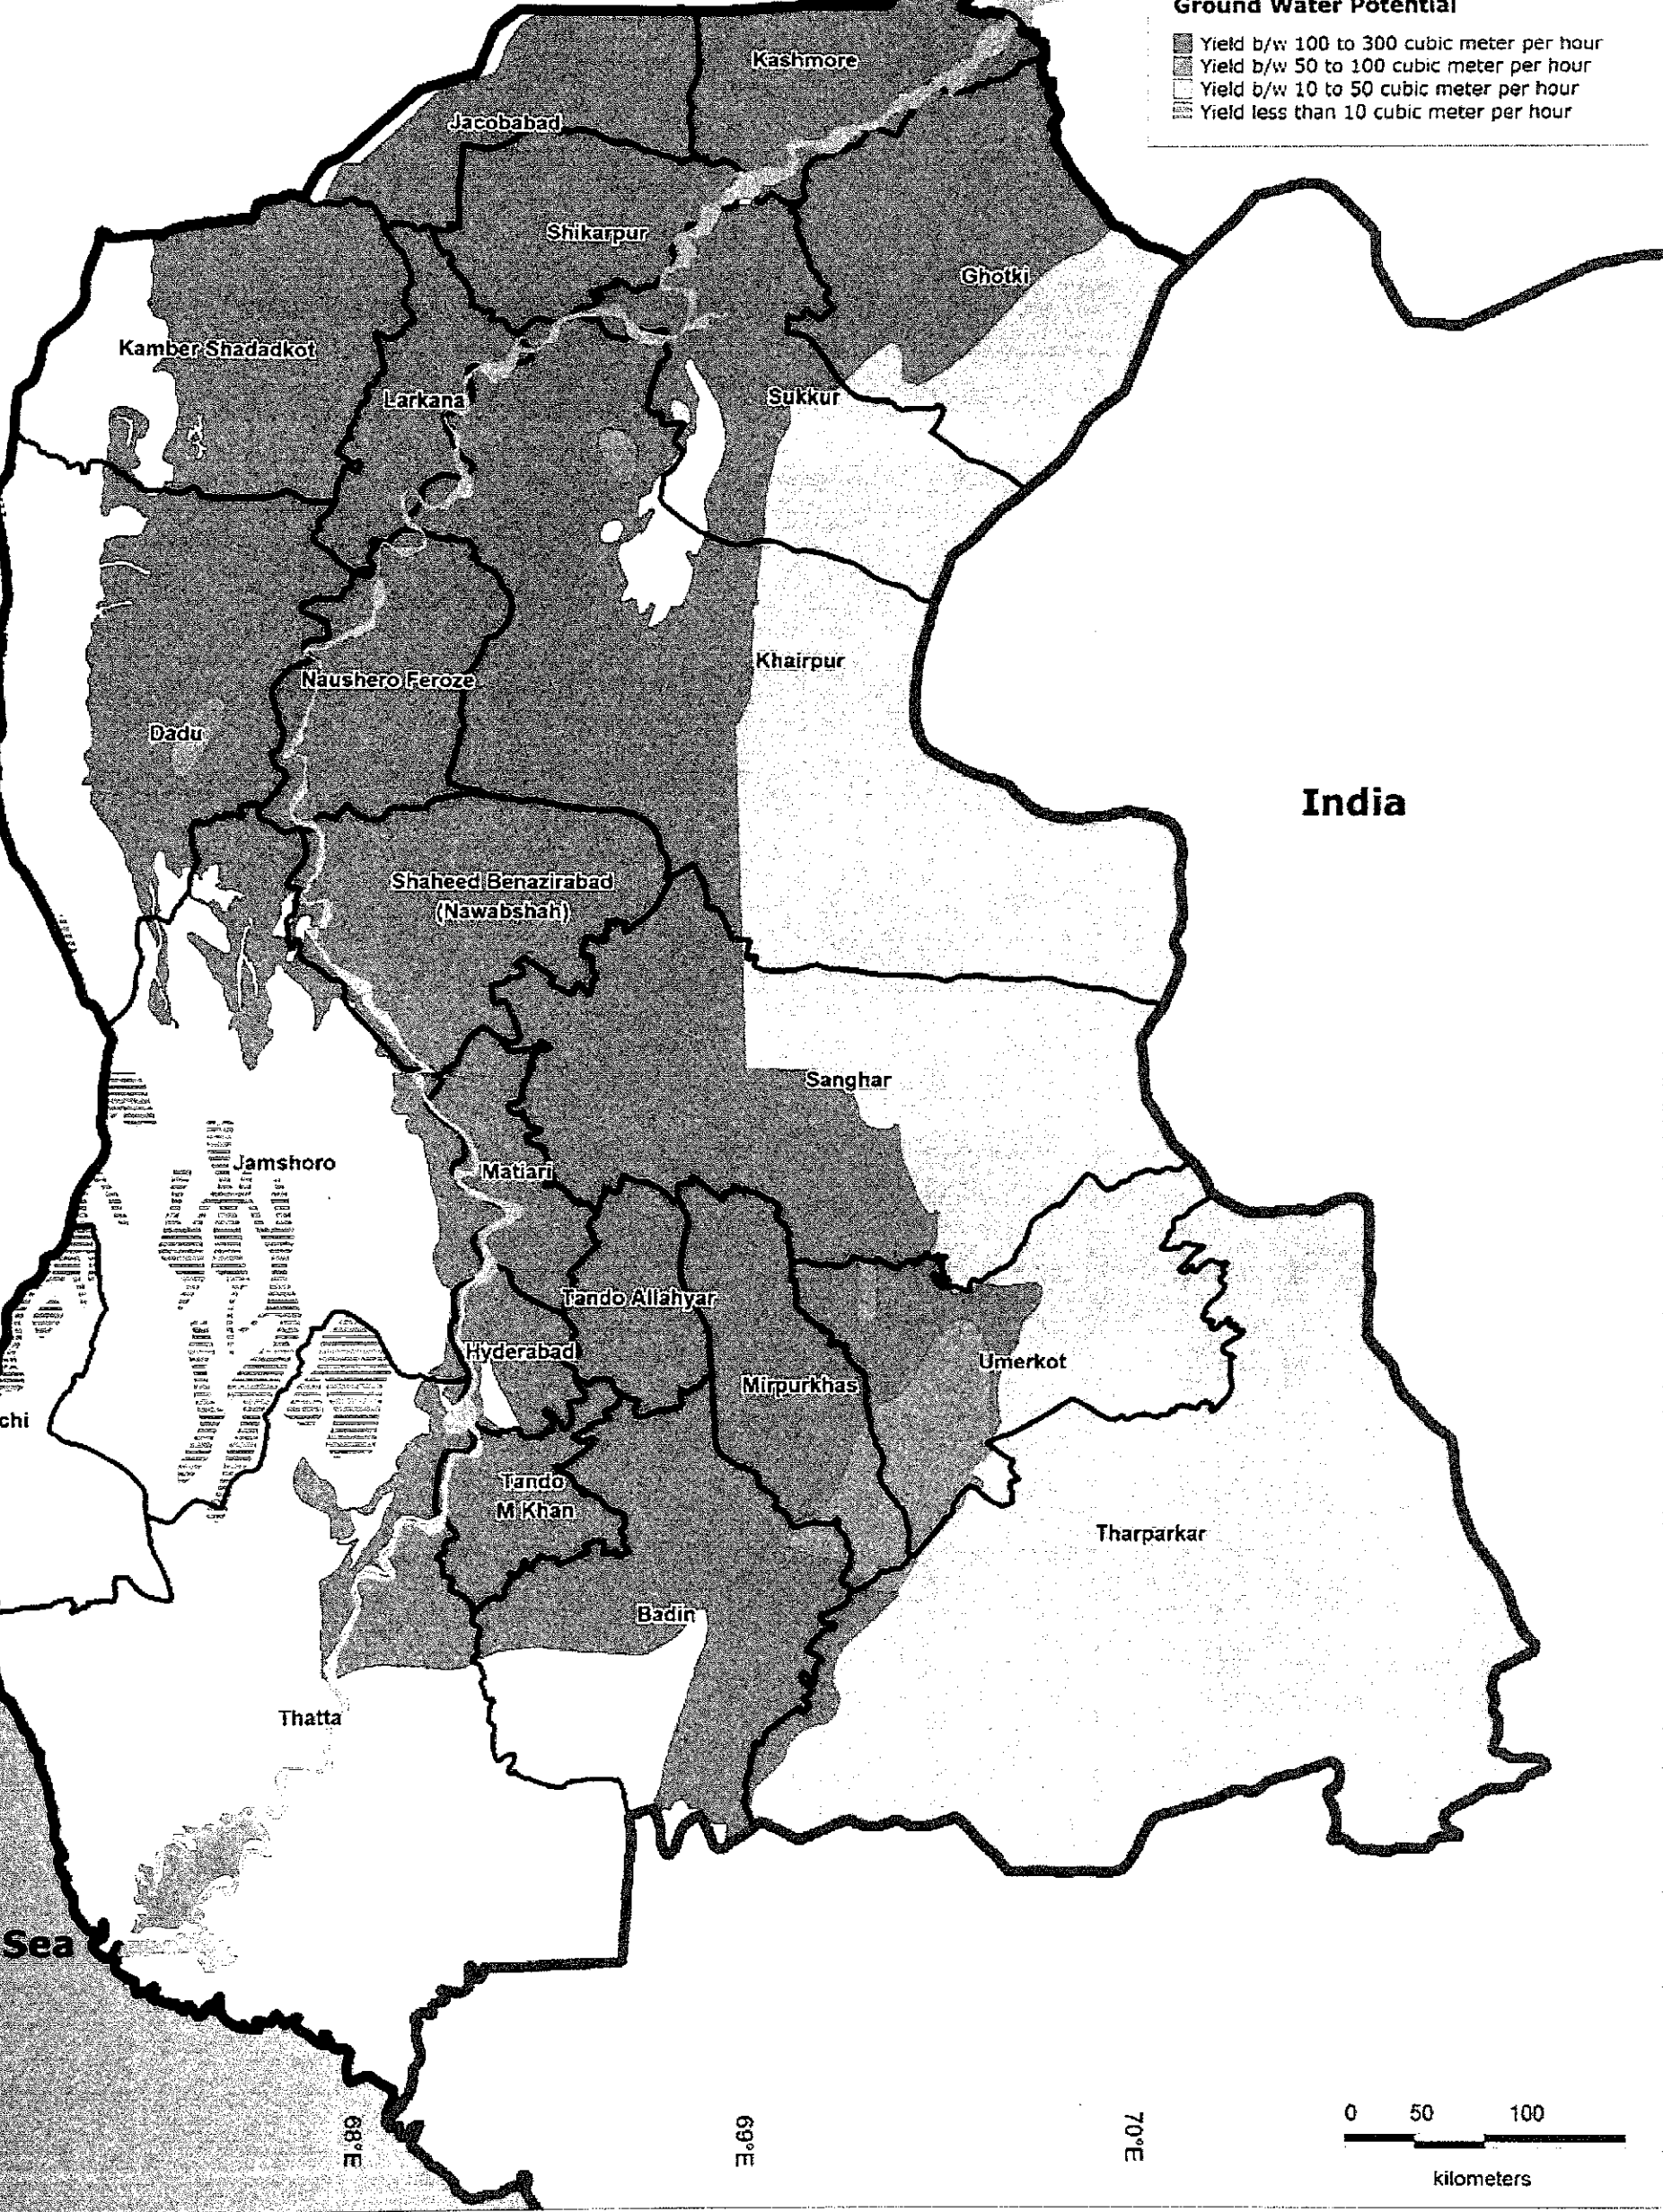 Ground Water Potential
Yield b/w 100 to 300 cubic meter per hour
Yield b/w 50 to 100 cubic meter per hour
Yield b/w 10 to 50 cubic meter per hour
Yield less than 10 cubic meter per hour
Kashmore
Jacobabad
Shikarpur
Ghotki
Kamber Shadadkot
Larkana
Sukkur
Khairpur
Naushero Feroze
Dadu
India
Shaheed Benazirabad
(Nawabshah)
Sanghar
Jamshoro
Matiari
Tando Allahyar
Hyderabad
Umerkot
Mirpurkhas
chi
Tando
M Khan
Tharparkar
Badin
Thatta
Sea
68°E
69°E
70°E
0 50 100
kilometers